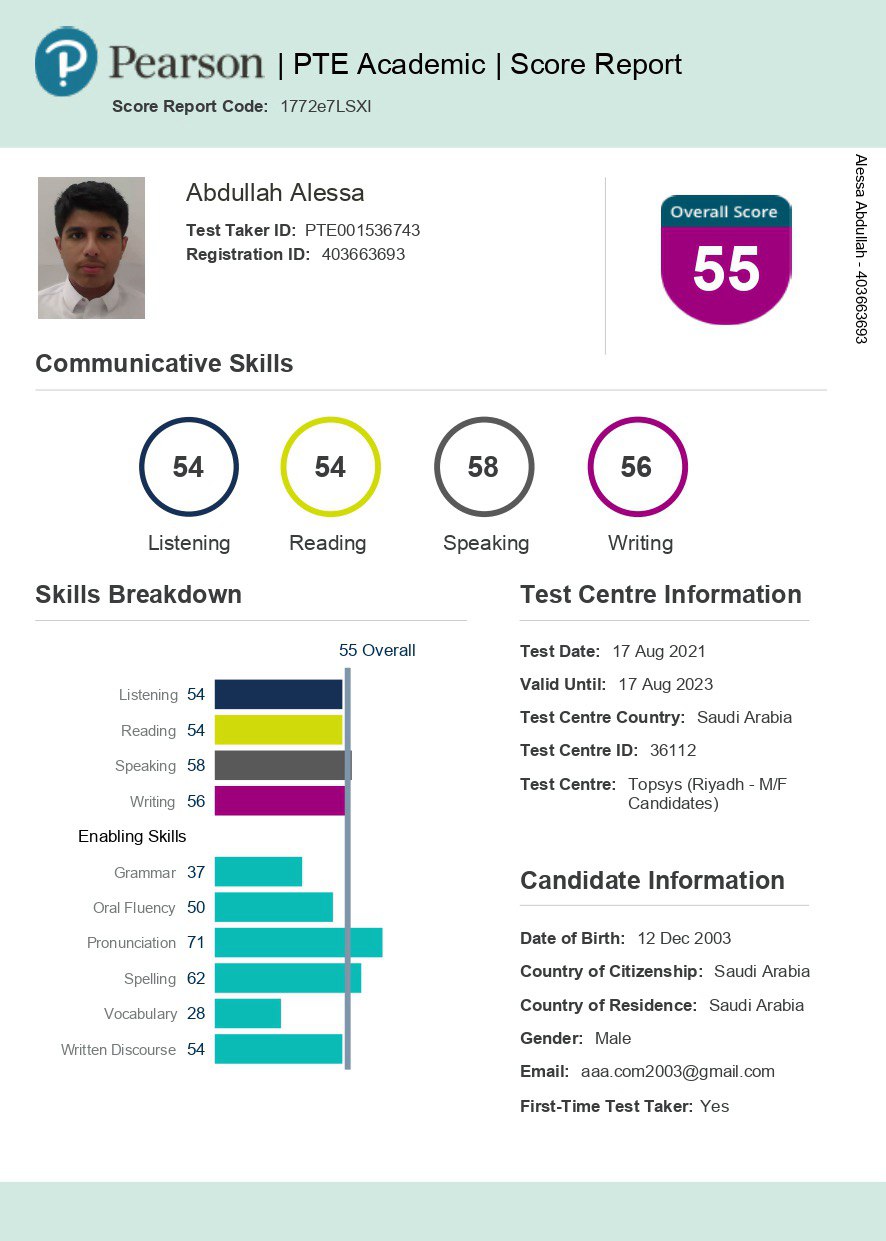 Pearson | PTE Academic | Score Report
Score Report Code: 1772e7LSXI
Alessa Abdullah - 403663693
Abdullah Alessa
Test Taker ID: PTE001536743
Registration ID: 403663693
Overall Score
55
Communicative Skills
54 54 58 56
Listening Reading Speaking Writing
Skills Breakdown
55 Overall
Listening 54
Reading 54
Speaking 58
Writing 56
Enabling Skills
Grammar 37
Oral Fluency 50
Pronunciation 71
Spelling 62
Vocabulary 28
Written Discourse 54
Test Centre Information
Test Date: 17 Aug 2021
Valid Until: 17 Aug 2023
Test Centre Country: Saudi Arabia
Test Centre ID: 36112
Test Centre: Topsys (Riyadh - M/F
Candidates)
Candidate Information
Date of Birth: 12 Dec 2003
Country of Citizenship: Saudi Arabia
Country of Residence: Saudi Arabia
Gender: Male
Email: aaa.com2003@gmail.com
First-Time Test Taker: Yes